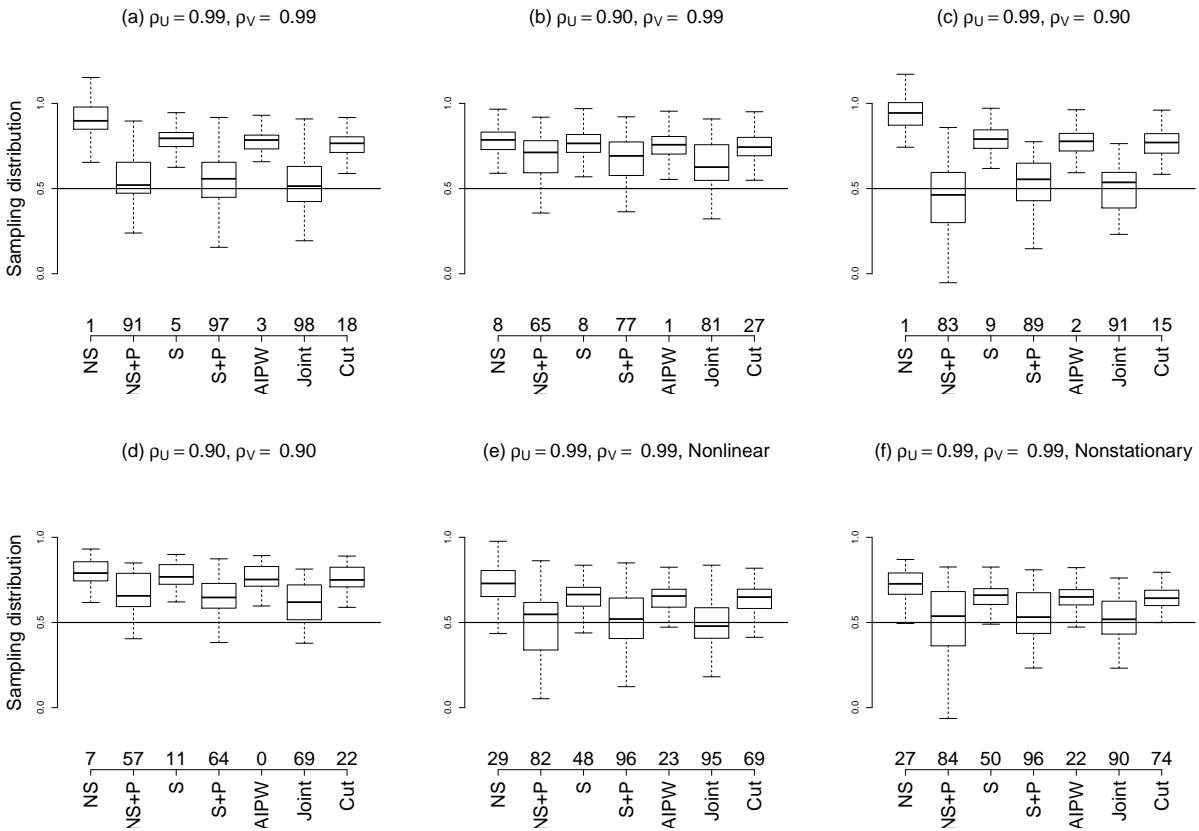 (a) ρU = 0.99, ρV = 0.99
(b) ρU = 0.90, ρV = 0.99
(c) ρU = 0.99, ρV = 0.90
Sampling distribution
1.0
0.5
0.0
1 91 5 97 3 98 18
NS NS+P S S+P AIPW Joint Cut
1.0
0.5
0.0
8 65 8 77 1 81 27
NS NS+P S S+P AIPW Joint Cut
1.0
0.5
0.0
1 83 9 89 2 91 15
NS NS+P S S+P AIPW Joint Cut
(d) ρU = 0.90, ρV = 0.90
(e) ρU = 0.99, ρV = 0.99, Nonlinear
(f) ρU = 0.99, ρV = 0.99, Nonstationary
Sampling distribution
1.0
0.5
0.0
7 57 11 64 0 69 22
NS NS+P S S+P AIPW Joint Cut
1.0
0.5
0.0
29 82 48 96 23 95 69
NS NS+P S S+P AIPW Joint Cut
1.0
0.5
0.0
27 84 50 96 22 90 74
NS NS+P S S+P AIPW Joint Cut